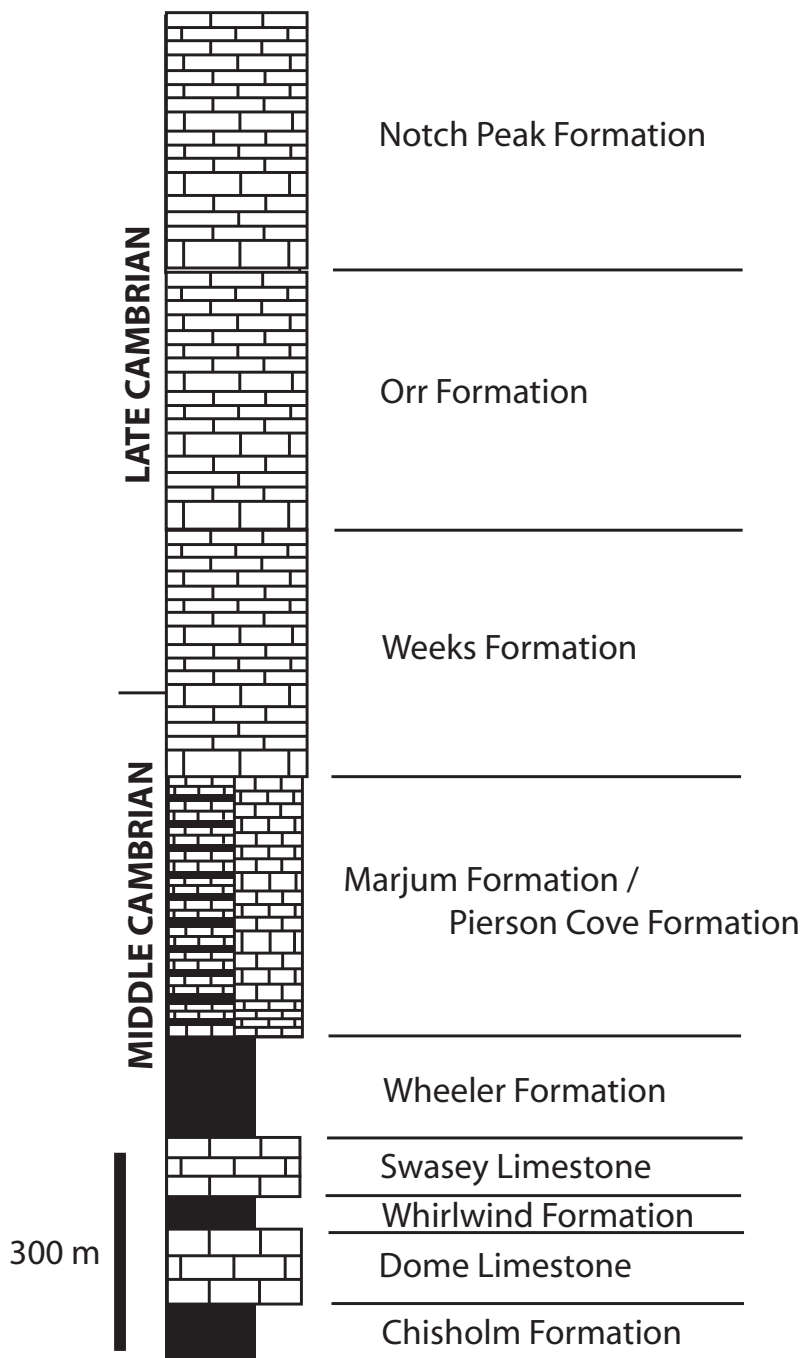 Notch Peak Formation
LATE CAMBRIAN
Orr Formation
Weeks Formation
MIDDLE CAMBRIAN
Marjum Formation /
Pierson Cove Formation
Wheeler Formation
Swasey Limestone
Whirlwind Formation
300 m
Dome Limestone
Chisholm Formation